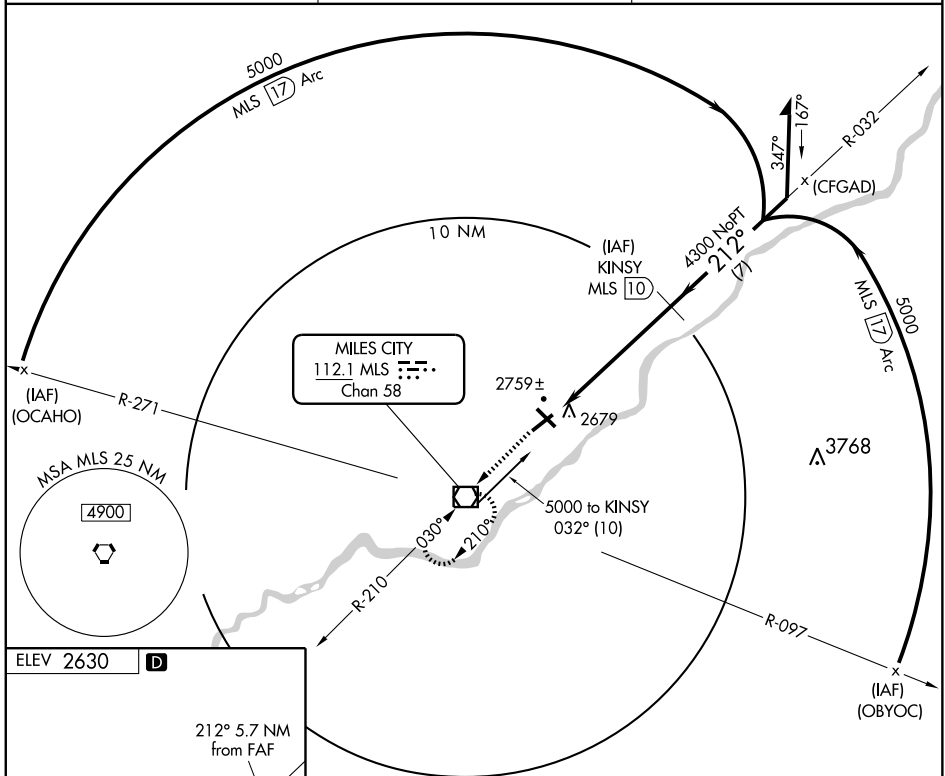 5000
MLS 17 Arc
347°
167°
R-032
(CFGAD)
10 NM
(IAF)
KINSY
MLS 10
4300 NoPT
212°
(7)
MLS 17 Arc
5000
MILES CITY
112.1 MLS
Chan 58
2759±
2679
3768
(IAF)
(OCAHO)
R-271
MSA MLS 25 NM
4900
5000 to KINSY
032° (10)
030°
210°
R-210
R-097
(IAF)
(OBYOC)
ELEV 2630 D
212° 5.7 NM
from FAF